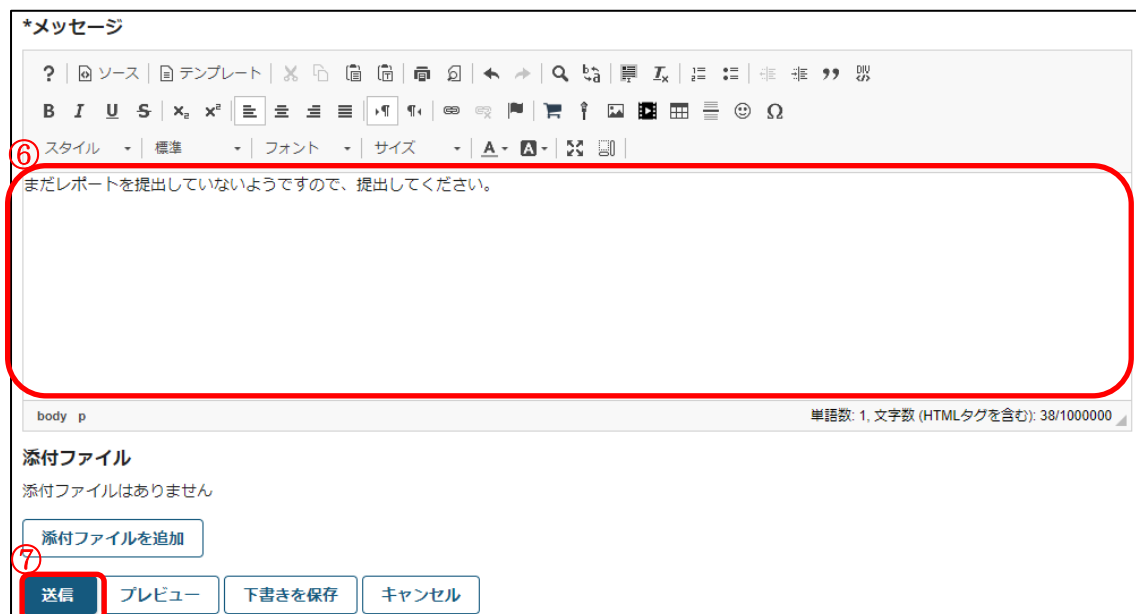 *メッセージ
? ソース テンプレート
B I U S x₂ x² Ω
⑥
スタイル 標準 フォント サイズ A A
まだレポートを提出していないようですので、提出してください。
body p 単語数: 1, 文字数 (HTMLタグを含む): 38/1000000
添付ファイル
添付ファイルはありません
添付ファイルを追加
⑦
送信 プレビュー 下書きを保存 キャンセル